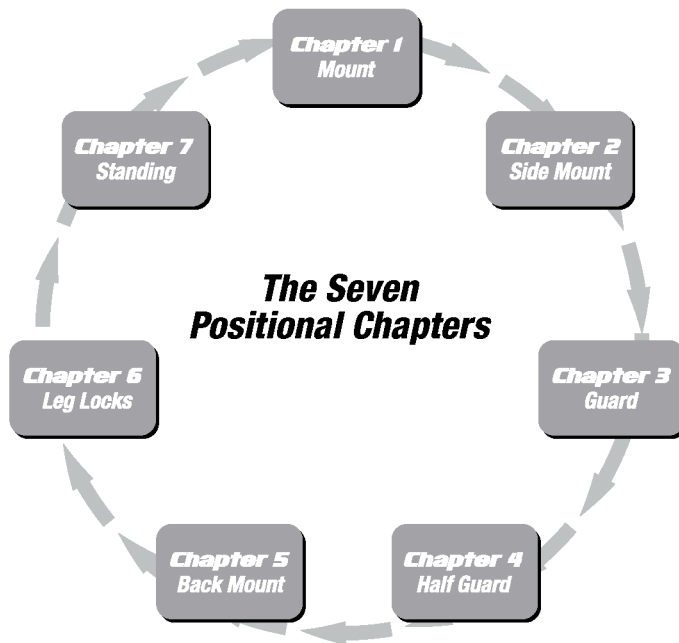 Chapter 1
Mount
Chapter 7
Standing
Chapter 2
Side Mount
The Seven
Positional Chapters
Chapter 6
Leg Locks
Chapter 3
Guard
Chapter 5
Back Mount
Chapter 4
Half Guard